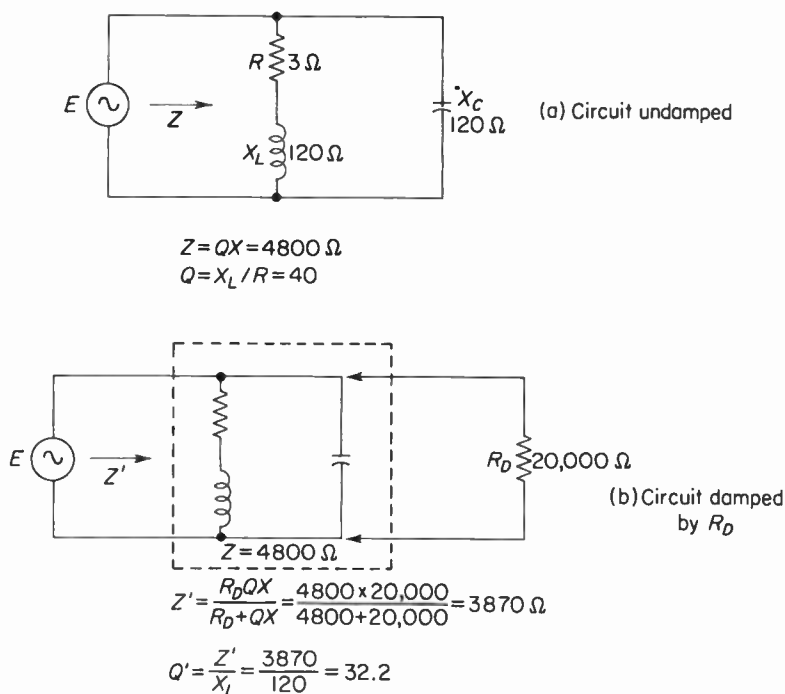 R 3 Ω
E
Z
X_L 120 Ω
X_C
120 Ω
(a) Circuit undamped
Z = QX = 4800 Ω
Q = X_L / R = 40
E
Z'
R_D 20,000 Ω
(b) Circuit damped
by R_D
Z = 4800 Ω
Z' = R_D QX / R_D + QX = 4800 x 20,000 / 4800 + 20,000 = 3870 Ω
Q' = Z' / X_L = 3870 / 120 = 32.2